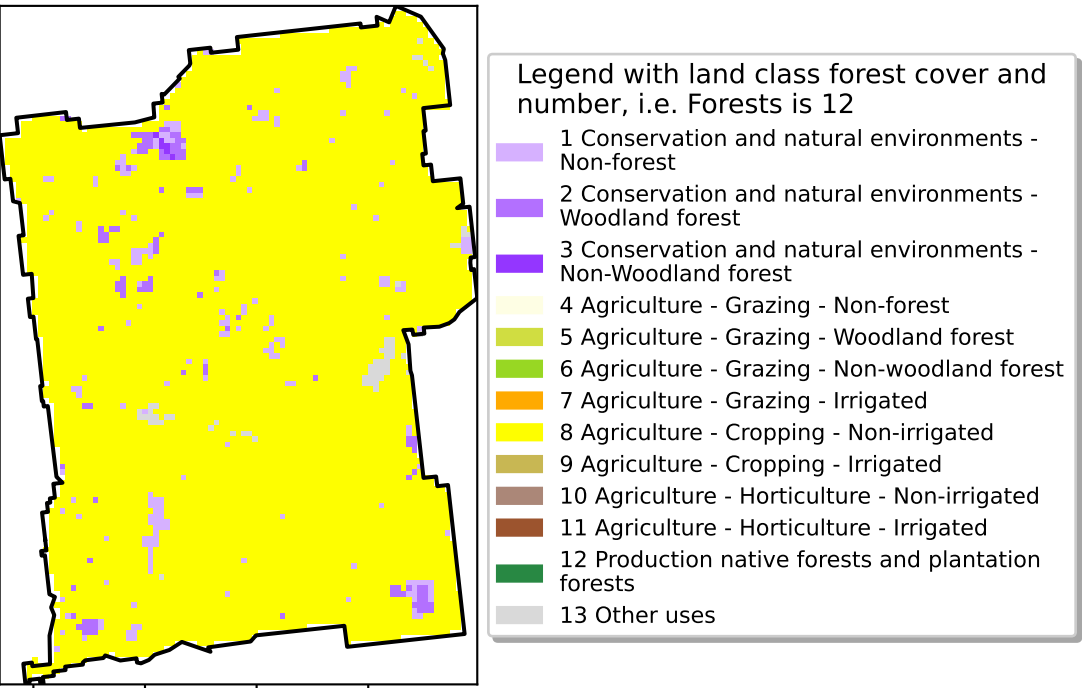 Legend with land class forest cover and
number, i.e. Forests is 12
1 Conservation and natural environments -
Non-forest
2 Conservation and natural environments -
Woodland forest
3 Conservation and natural environments -
Non-Woodland forest
4 Agriculture - Grazing - Non-forest
5 Agriculture - Grazing - Woodland forest
6 Agriculture - Grazing - Non-woodland forest
7 Agriculture - Grazing - Irrigated
8 Agriculture - Cropping - Non-irrigated
9 Agriculture - Cropping - Irrigated
10 Agriculture - Horticulture - Non-irrigated
11 Agriculture - Horticulture - Irrigated
12 Production native forests and plantation
forests
13 Other uses